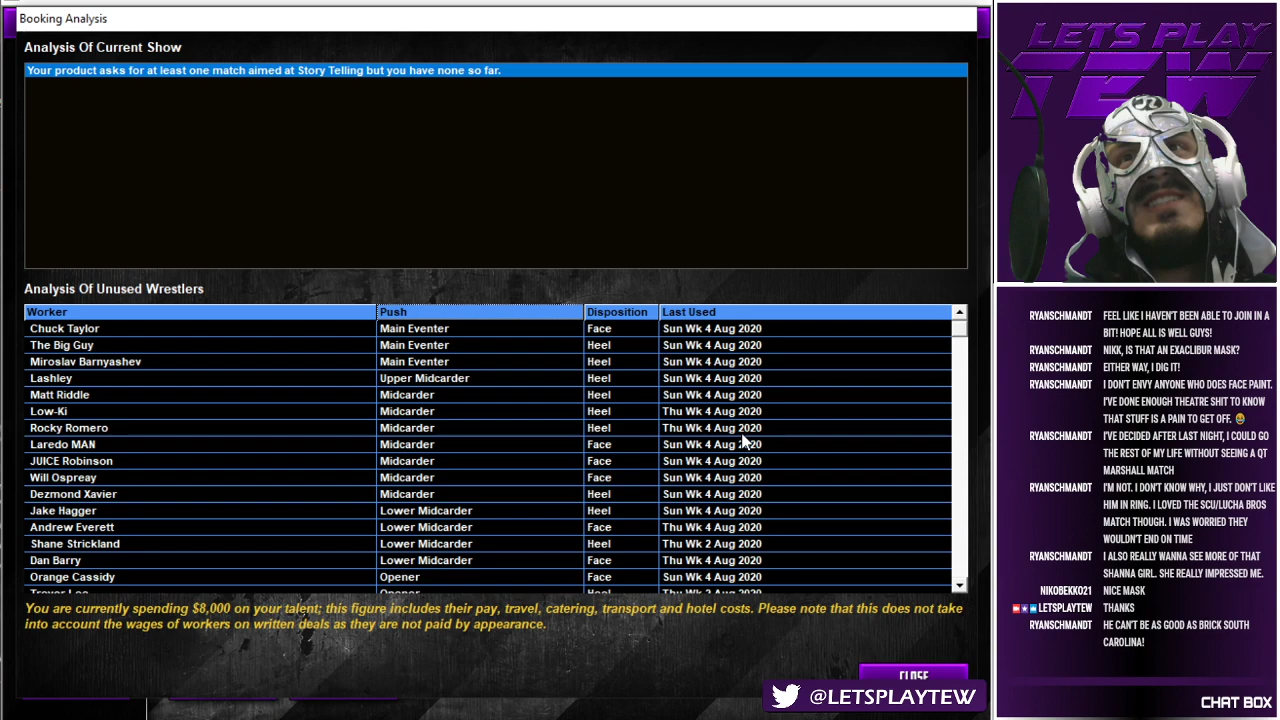 Booking Analysis
Analysis Of Current Show
Your product asks for at least one match aimed at Story Telling but you have none so far.
Analysis Of Unused Wrestlers
Worker Push Disposition Last Used
Chuck Taylor Main Eventer Face Sun Wk 4 Aug 2020
The Big Guy Main Eventer Heel Sun Wk 4 Aug 2020
Miroslav Barnyashev Main Eventer Heel Sun Wk 4 Aug 2020
Lashley Upper Midcarder Heel Sun Wk 4 Aug 2020
Matt Riddle Midcarder Heel Sun Wk 4 Aug 2020
Low-Ki Midcarder Heel Thu Wk 4 Aug 2020
Rocky Romero Midcarder Heel Thu Wk 4 Aug 2020
Laredo MAN Midcarder Face Sun Wk 4 Aug 2020
JUICE Robinson Midcarder Face Sun Wk 4 Aug 2020
Will Ospreay Midcarder Face Sun Wk 4 Aug 2020
Dezmond Xavier Midcarder Heel Sun Wk 4 Aug 2020
Jake Hagger Lower Midcarder Heel Sun Wk 4 Aug 2020
Andrew Everett Lower Midcarder Face Thu Wk 4 Aug 2020
Shane Strickland Lower Midcarder Heel Thu Wk 2 Aug 2020
Dan Barry Lower Midcarder Face Thu Wk 4 Aug 2020
Orange Cassidy Opener Face Sun Wk 4 Aug 2020
You are currently spending $8,000 on your talent; this figure includes their pay, travel, catering, transport and hotel costs. Please note that this does not take
into account the wages of workers on written deals as they are not paid by appearance.
CLOSE
@LETSPLAYTEW
LETS PLAY
TEW
RYANSCHMANDT FEEL LIKE I HAVEN'T BEEN ABLE TO JOIN IN A
BIT! HOPE ALL IS WELL GUYS!
RYANSCHMANDT NIKK, IS THAT AN EXACLIBUR MASK?
RYANSCHMANDT EITHER WAY, I DIG IT!
RYANSCHMANDT I DON'T ENVY ANYONE WHO DOES FACE PAINT.
I'VE DONE ENOUGH THEATRE SHIT TO KNOW
THAT STUFF IS A PAIN TO GET OFF. 😂
RYANSCHMANDT I'VE DECIDED AFTER LAST NIGHT, I COULD GO
THE REST OF MY LIFE WITHOUT SEEING A QT
MARSHALL MATCH
RYANSCHMANDT I'M NOT. I DON'T KNOW WHY, I JUST DON'T LIKE
HIM IN RING. I LOVED THE SCU/LUCHA BROS
MATCH THOUGH. I WAS WORRIED THEY
WOULDN'T END ON TIME
RYANSCHMANDT I ALSO REALLY WANNA SEE MORE OF THAT
SHANNA GIRL. SHE REALLY IMPRESSED ME.
NIKOBEKKO21 NICE MASK
LETSPLAYTEW THANKS
RYANSCHMANDT HE CAN'T BE AS GOOD AS BRICK SOUTH
CAROLINA!
CHAT BOX